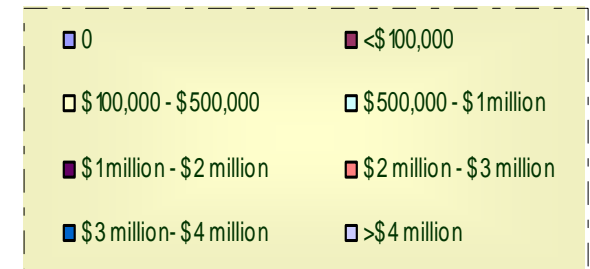 0 <$100,000
$100,000 - $500,000 $500,000 - $1million
$1million - $2 million $2 million - $3 million
$3 million- $4 million >$4 million